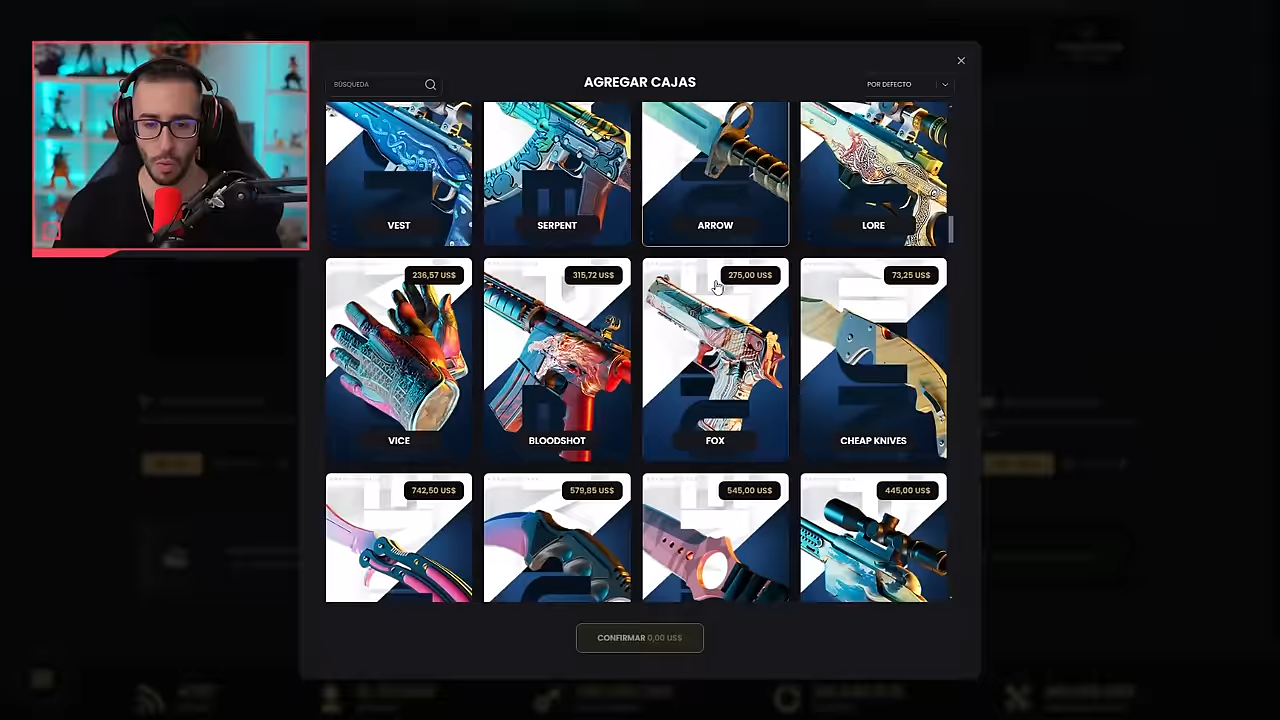 BÚSQUEDA
AGREGAR CAJAS
POR DEFECTO
VEST
SERPENT
ARROW
LORE
236,57 US$
315,72 US$
275,00 US$
73,25 US$
VICE
BLOODSHOT
FOX
CHEAP KNIVES
742,50 US$
579,85 US$
545,00 US$
445,00 US$
CONFIRMAR 0,00 US$